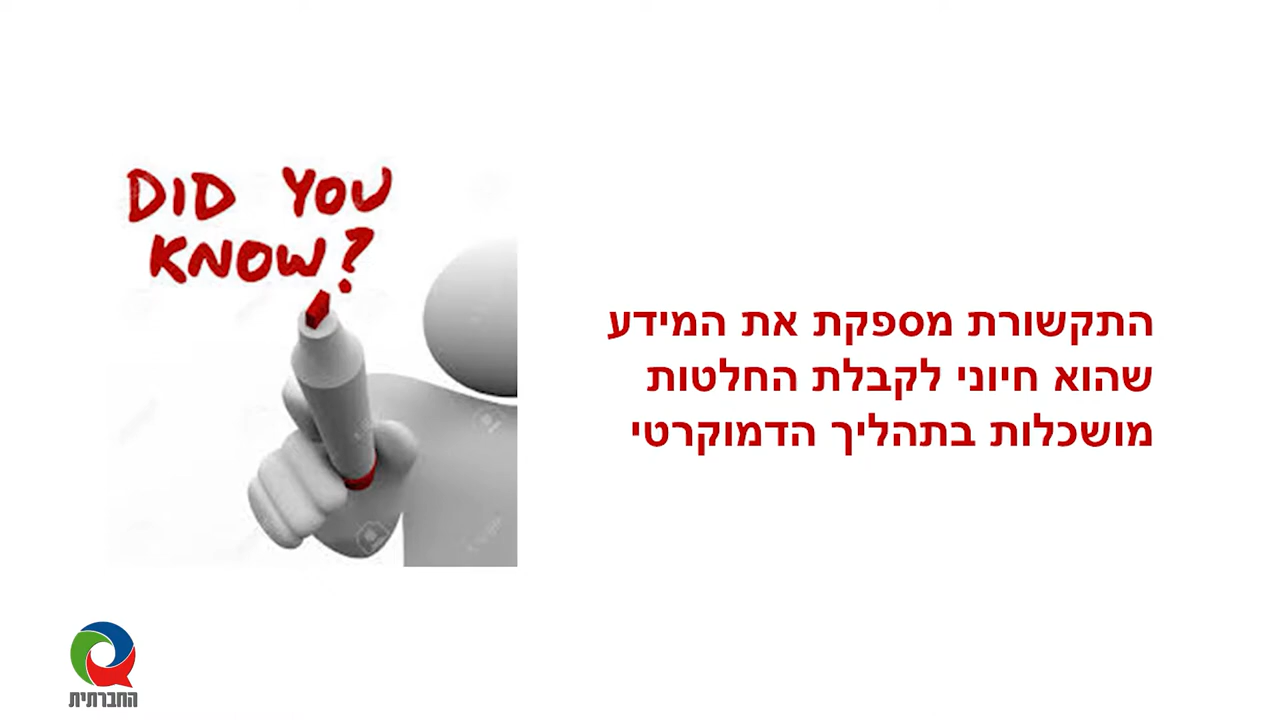 DID YOU
KNOW?
התקשורת מספקת את המידע
שהוא חיוני לקבלת החלטות
מושכלות בתהליך הדמוקרטי
החברתית